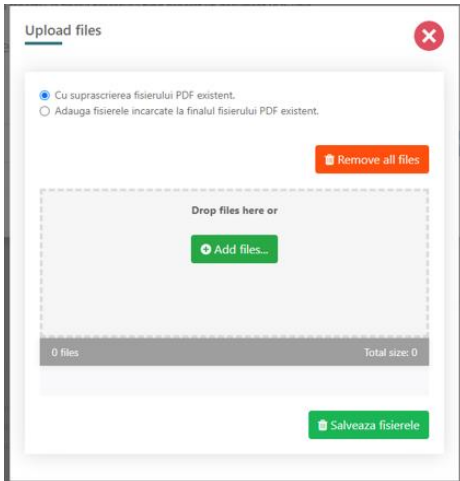 Upload files
Cu suprascrierea fisierului PDF existent.
Adauga fisierele incarcate la finalul fisierului PDF existent.
Remove all files
Drop files here or
Add files...
0 files Total size: 0
Salveaza fisierele